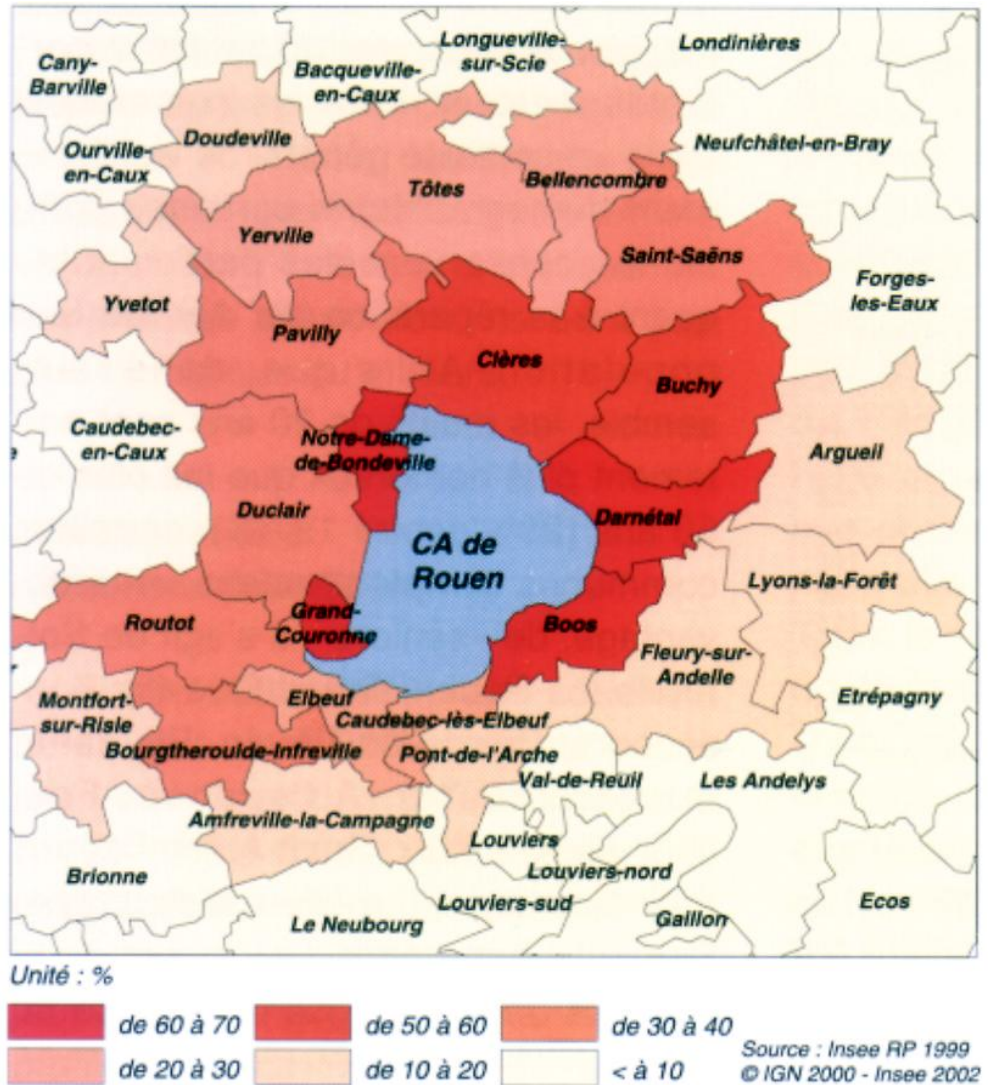 Cany-
Barville
Bacqueville-
en-Caux
Longueville-
sur-Scie
Londinières
Ourville-
en-Caux
Doudeville
Neufchâtel-en-Bray
Tôtes
Bellencombre
Yerville
Saint-Saëns
Forges-
les-Eaux
Yvetot
Pavilly
Clères
Buchy
Caudebec-
en-Caux
Notre-Dame-
de-Bondeville
Argueil
Duclair
Darnétal
CA de
Rouen
Lyons-la-Forêt
Routot
Grand-
Couronne
Boos
Fleury-sur-
Andelle
Montfort-
sur-Risle
Elbeuf
Caudebec-lès-Elbeuf
Etrépagny
Bourgtheroulde-Infreville
Pont-de-l'Arche
Val-de-Reuil
Les Andelys
Amfreville-la-Campagne
Louviers
Brionne
Louviers-nord
Louviers-sud
Ecos
Le Neubourg
Gaillon
Unité : %
de 60 à 70
de 50 à 60
de 30 à 40
de 20 à 30
de 10 à 20
< à 10
Source : Insee RP 1999
© IGN 2000 - Insee 2002